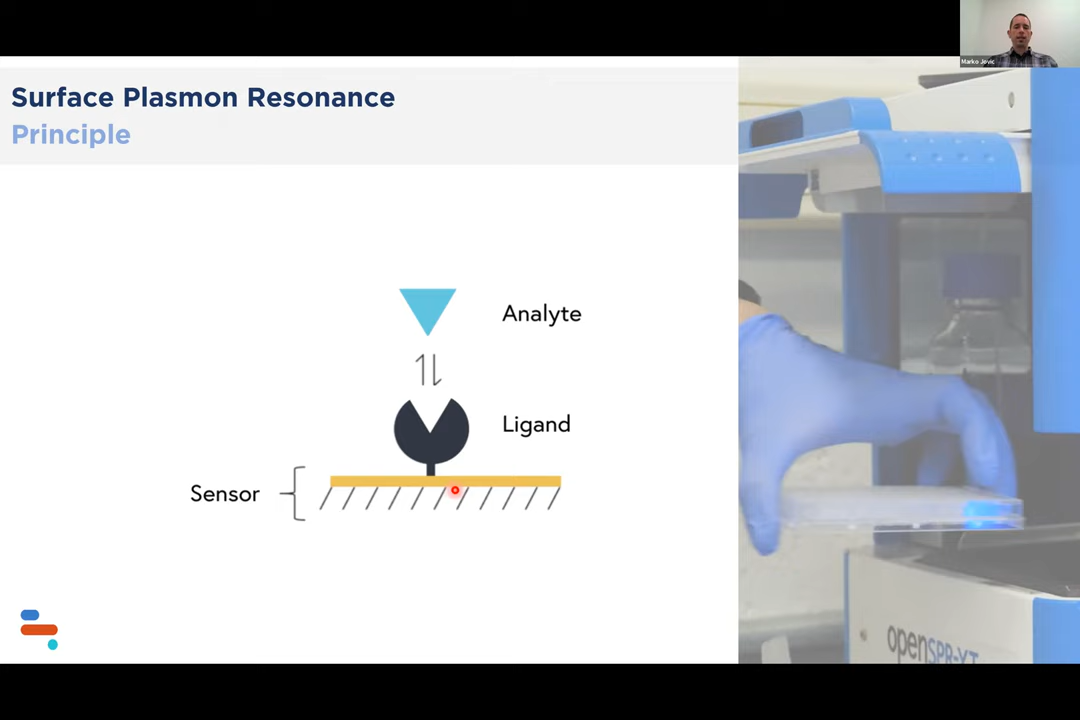 Marko Jovic
Surface Plasmon Resonance
Principle
Analyte
Ligand
Sensor
openSPR-XT